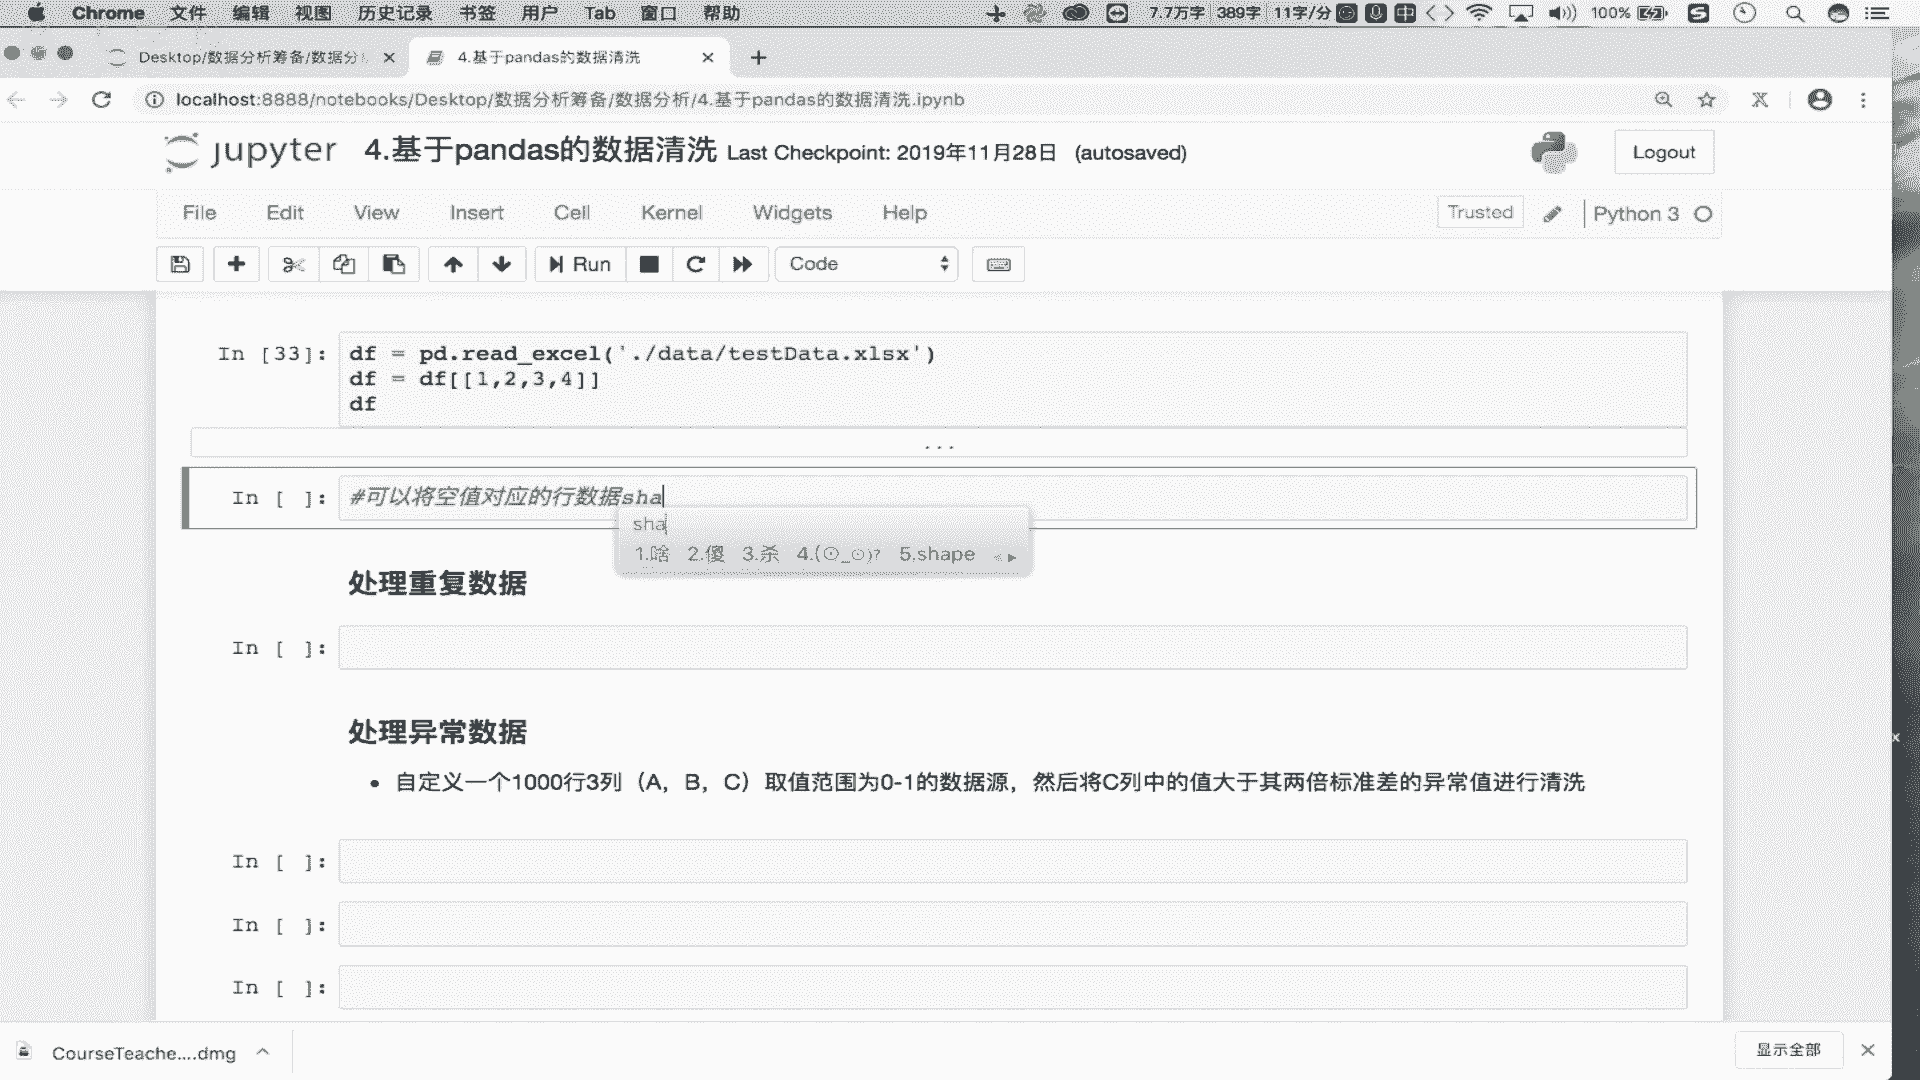 Chrome 文件 编辑 视图 历史记录 书签 用户 Tab 窗口 帮助 7.7万字 389字 11字/分 中 100%
Desktop/数据分析筹备/数据分 4.基于pandas的数据清洗
localhost:8888/notebooks/Desktop/数据分析筹备/数据分析/4.基于pandas的数据清洗.ipynb
jupyter 4.基于pandas的数据清洗 Last Checkpoint: 2019年11月28日 (autosaved) Logout
File Edit View Insert Cell Kernel Widgets Help Trusted Python 3
Run Code
In [33]: df = pd.read_excel('./data/testData.xlsx')
df = df[[1,2,3,4]]
df
...
In [ ]: #可以将空值对应的行数据sha
sha
1.啥 2.傻 3.杀 4.(⊙_⊙)? 5.shape
处理重复数据
In [ ]:
处理异常数据
• 自定义一个1000行3列（A，B，C）取值范围为0-1的数据源，然后将C列中的值大于其两倍标准差的异常值进行清洗
In [ ]:
In [ ]:
In [ ]:
CourseTeache....dmg 显示全部